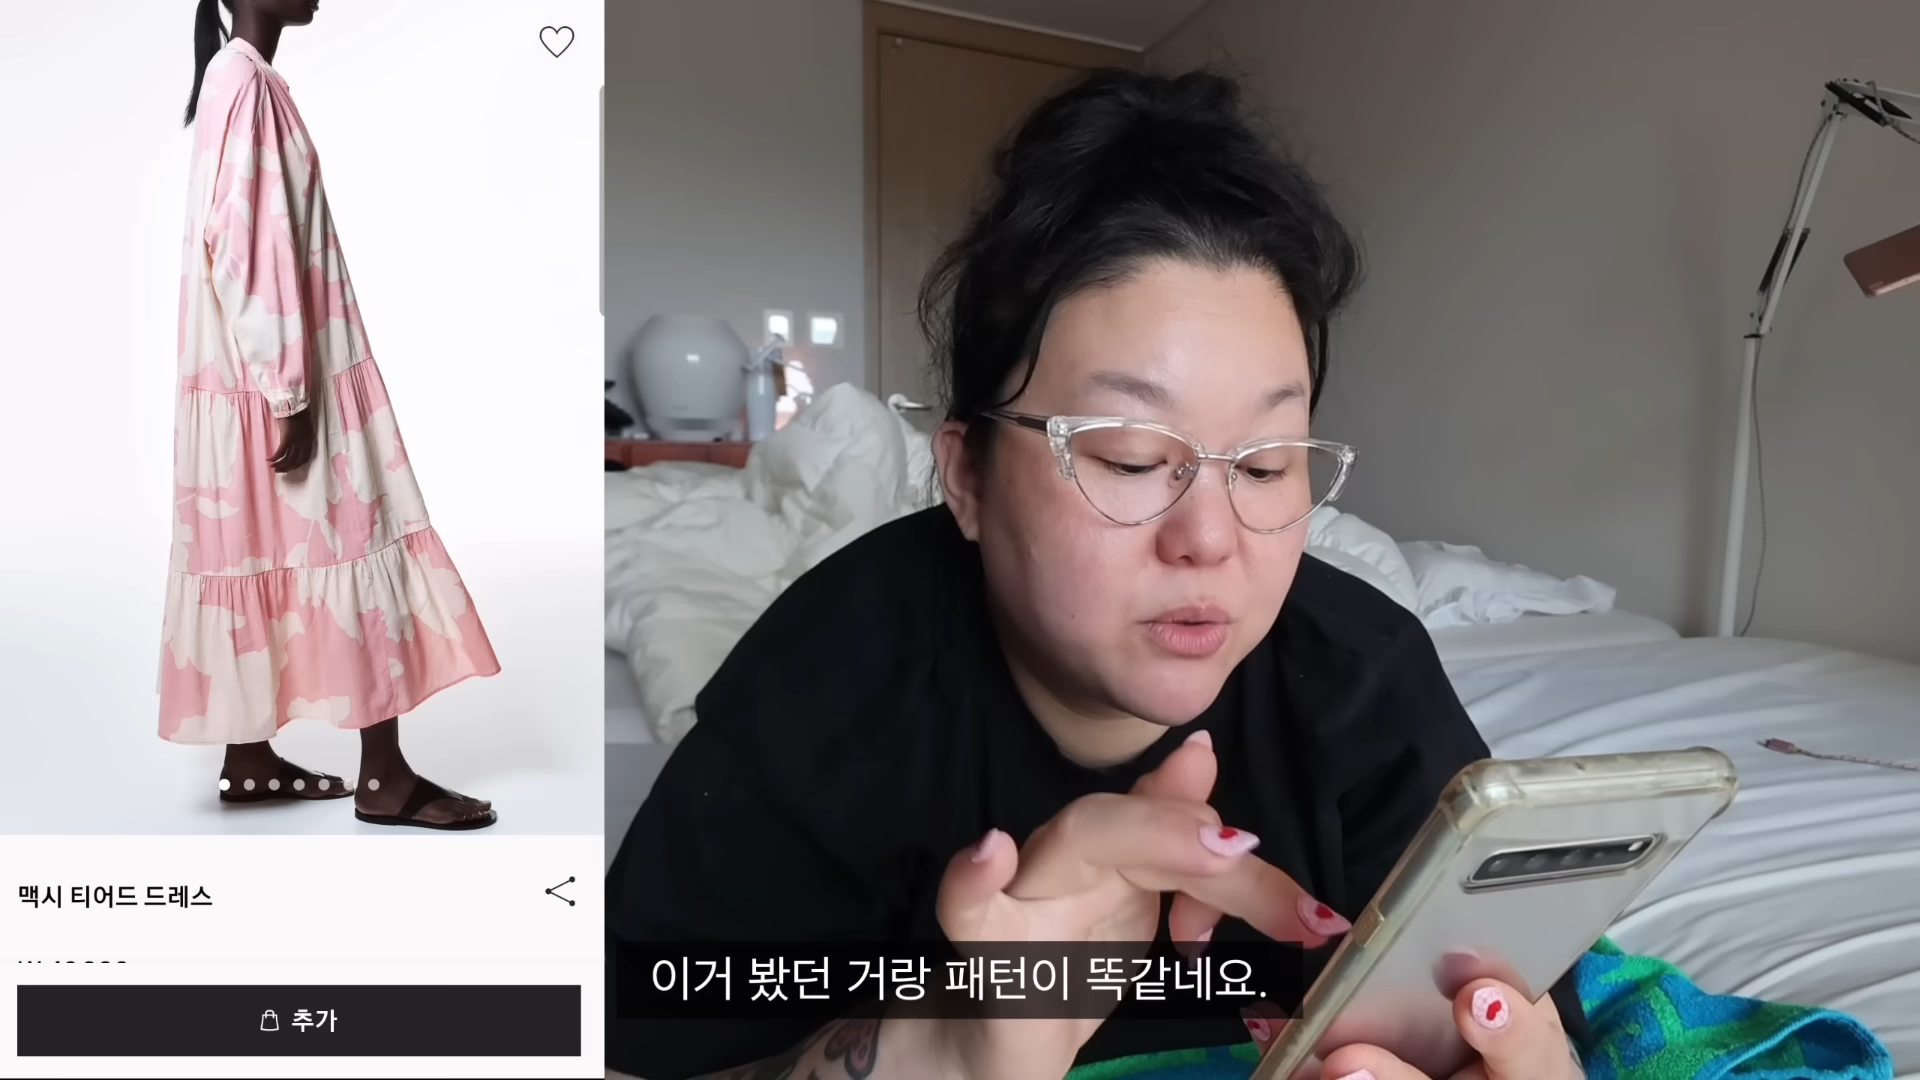 맥시 티어드 드레스
추가
이거 봤던 거랑 패턴이 똑같네요.